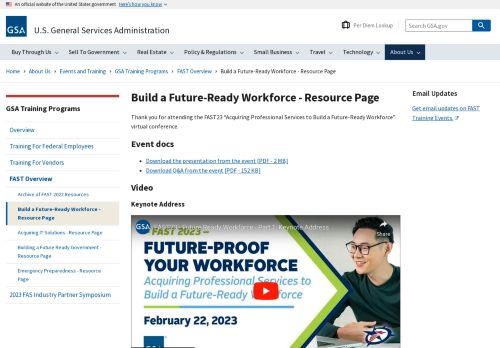 An official website of the United States government Here's how you know
GSA
U.S. General Services Administration
Per Diem Lookup
Search GSA.gov
Buy Through Us
Sell To Government
Real Estate
Policy & Regulations
Small Business
Travel
Technology
About Us
Home › About Us › Events and Training › GSA Training Programs › FAST Overview › Build a Future-Ready Workforce - Resource Page
GSA Training Programs
Overview
Training For Federal Employees
Training For Vendors
FAST Overview
Archive of FAST 2022 Resources
Build a Future-Ready Workforce -
Resource Page
Acquiring IT Solutions - Resource Page
Building a Future Ready Government -
Resource Page
Emergency Preparedness - Resource
Page
2023 FAS Industry Partner Symposium
Build a Future-Ready Workforce - Resource Page
Thank you for attending the FAST23 “Acquiring Professional Services to Build a Future-Ready Workforce”
virtual conference.
Event docs
Download the presentation from the event [PDF - 2 MB]
Download Q&A from the event [PDF - 152 KB]
Video
Keynote Address
GSA
FAST 2023 - Future Ready Workforce - Part 1: Keynote Address
Share
FAST 2023 –
FUTURE-PROOF
YOUR WORKFORCE
Acquiring Professional Services to
Build a Future-Ready Workforce
February 22, 2023
GSA
Email Updates
Get email updates on FAST
Training Events.